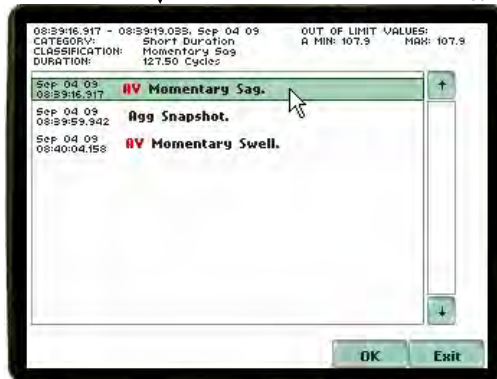 08:39:16.917 - 08:39:19.033, Sep 04 09 OUT OF LIMIT VALUES:
CATEGORY: Short Duration A MIN: 107.9 MAX: 107.9
CLASSIFICATION: Momentary Sag
DURATION: 127.50 Cycles
Sep 04 09
08:39:16.917 AV Momentary Sag.
Sep 04 09
08:39:59.942 Agg Snapshot.
Sep 04 09
08:40:04.158 AV Momentary Swell.
OK Exit